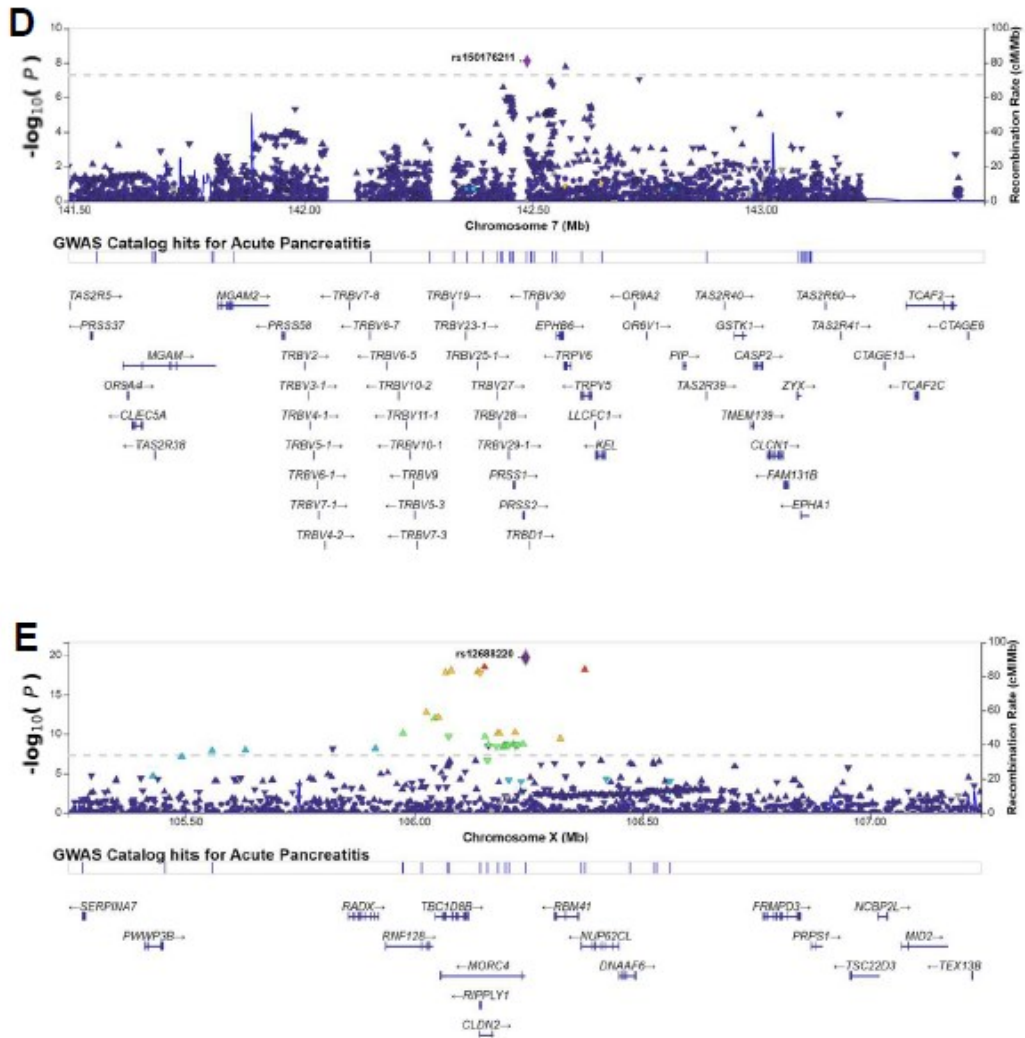 D
10
8
6
4
2
0
100
80
60
40
20
0
-log10( P )
Recombination Rate (cM/Mb)
rs150176211
141.50 142.00 142.50 143.00
Chromosome 7 (Mb)
GWAS Catalog hits for Acute Pancreatitis
TAS2R5→ MGAM2→ ←TRBV7-8 TRBV19→ ←TRBV30 ←OR9A2 TAS2R40→ TAS2R60→ TCAF2→
←PRSS37 ←PRSS58 ←TRBV6-7 TRBV23-1→ EPHB6→ OR6V1→ GSTK1→ TAS2R41→ ←CTAGE6
MGAM→ TRBV2→ ←TRBV6-5 TRBV25-1→ ←TRPV6 PIP→ CASP2→ CTAGE15→
OR9A4→ TRBV3-1→ ←TRBV10-2 TRBV27→ ←TRPV5 TAS2R39→ ZYX→ ←TCAF2C
←CLEC5A TRBV4-1→ ←TRBV11-1 TRBV28→ LLCFC1→ TMEM139→
←TAS2R38 TRBV5-1→ ←TRBV10-1 TRBV29-1→ ←KEL CLCN1→
TRBV6-1→ ←TRBV9 PRSS1→ ←FAM131B
TRBV7-1→ ←TRBV5-3 PRSS2→ ←EPHA1
TRBV4-2→ ←TRBV7-3 TRBD1→
E
20
15
10
5
0
100
80
60
40
20
0
-log10( P )
Recombination Rate (cM/Mb)
rs12688220
105.50 106.00 106.50 107.00
Chromosome X (Mb)
GWAS Catalog hits for Acute Pancreatitis
←SERPINA7 RADX→ TBC1D8B→ ←RBM41 FRMPD3→ NCBP2L→
PWWP3B→ RNF128→ ←NUP62CL PRPS1→ MID2→
←MORC4 DNAAF6→ ←TSC22D3 ←TEX13B
←RIPPLY1
CLDN2→